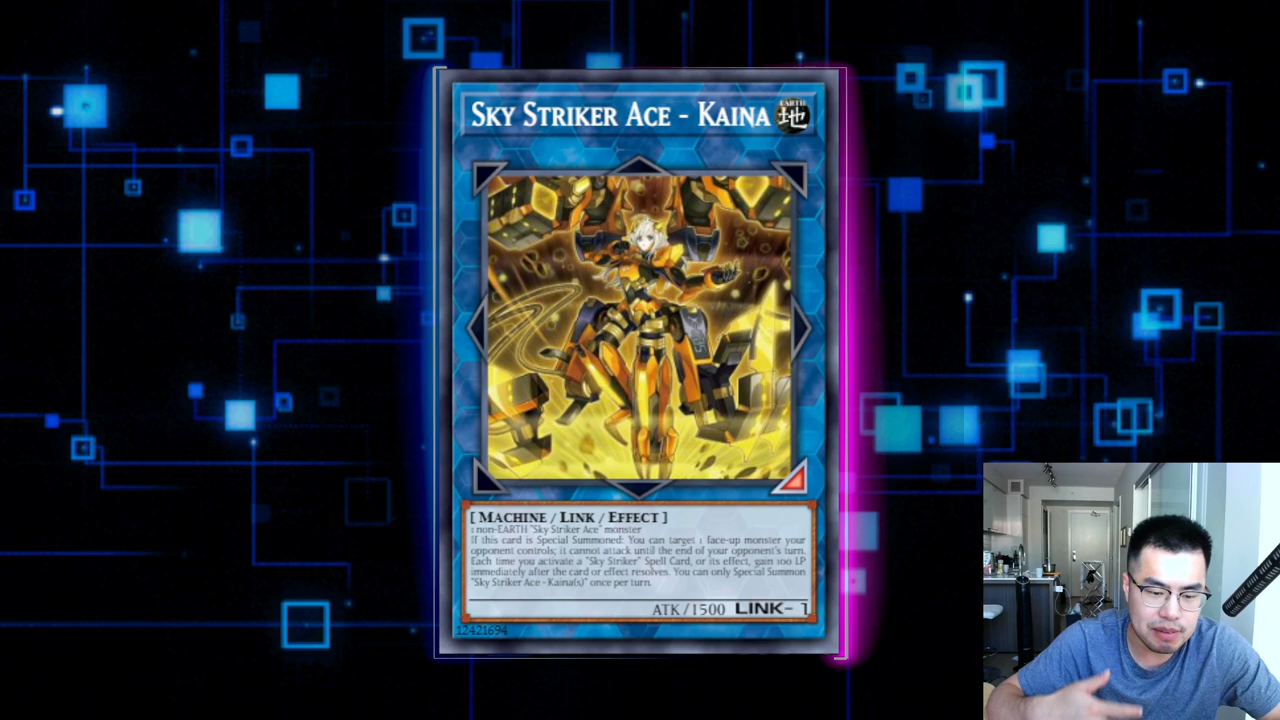 SKY STRIKER ACE - KAINA
EARTH
地
[ MACHINE / LINK / EFFECT ]
1 non-EARTH "Sky Striker Ace" monster
If this card is Special Summoned: You can target 1 face-up monster your
opponent controls; it cannot attack until the end of your opponent's turn.
Each time you activate a "Sky Striker" Spell Card, or its effect, gain 100 LP
immediately after the card or effect resolves. You can only Special Summon
"Sky Striker Ace - Kaina(s)" once per turn.
ATK/1500 LINK-1
12421694